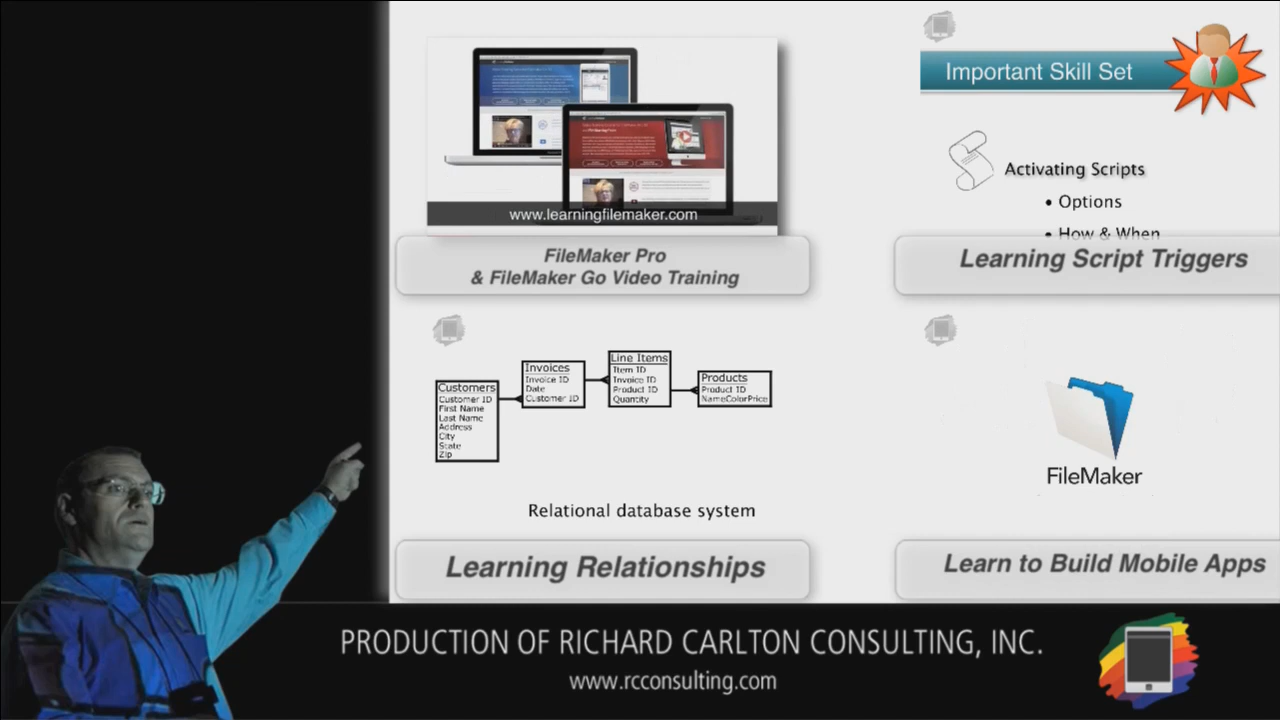 www.learningfilemaker.com
FileMaker Pro
& FileMaker Go Video Training
Important Skill Set
Activating Scripts
• Options
• How & When
Learning Script Triggers
Customers
Customer ID
First Name
Last Name
Address
City
State
Zip
Invoices
Invoice ID
Date
Customer ID
Line Items
Item ID
Invoice ID
Product ID
Quantity
Products
Product ID
NameColorPrice
Relational database system
Learning Relationships
FileMaker
Learn to Build Mobile Apps
PRODUCTION OF RICHARD CARLTON CONSULTING, INC.
www.rcconsulting.com